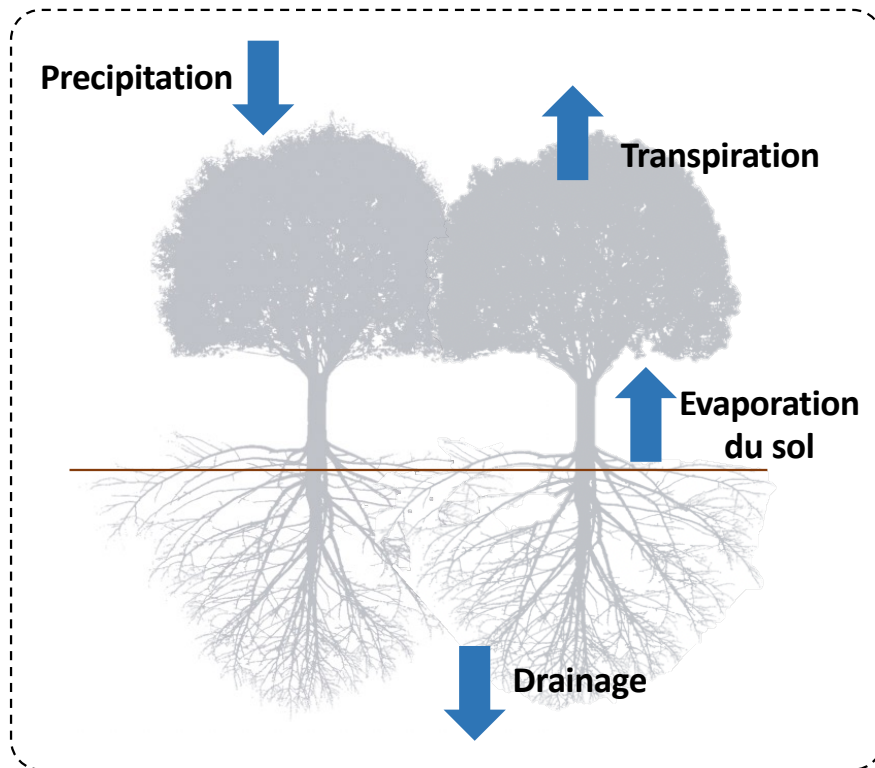 Precipitation
Transpiration
Evaporation
du sol
Drainage